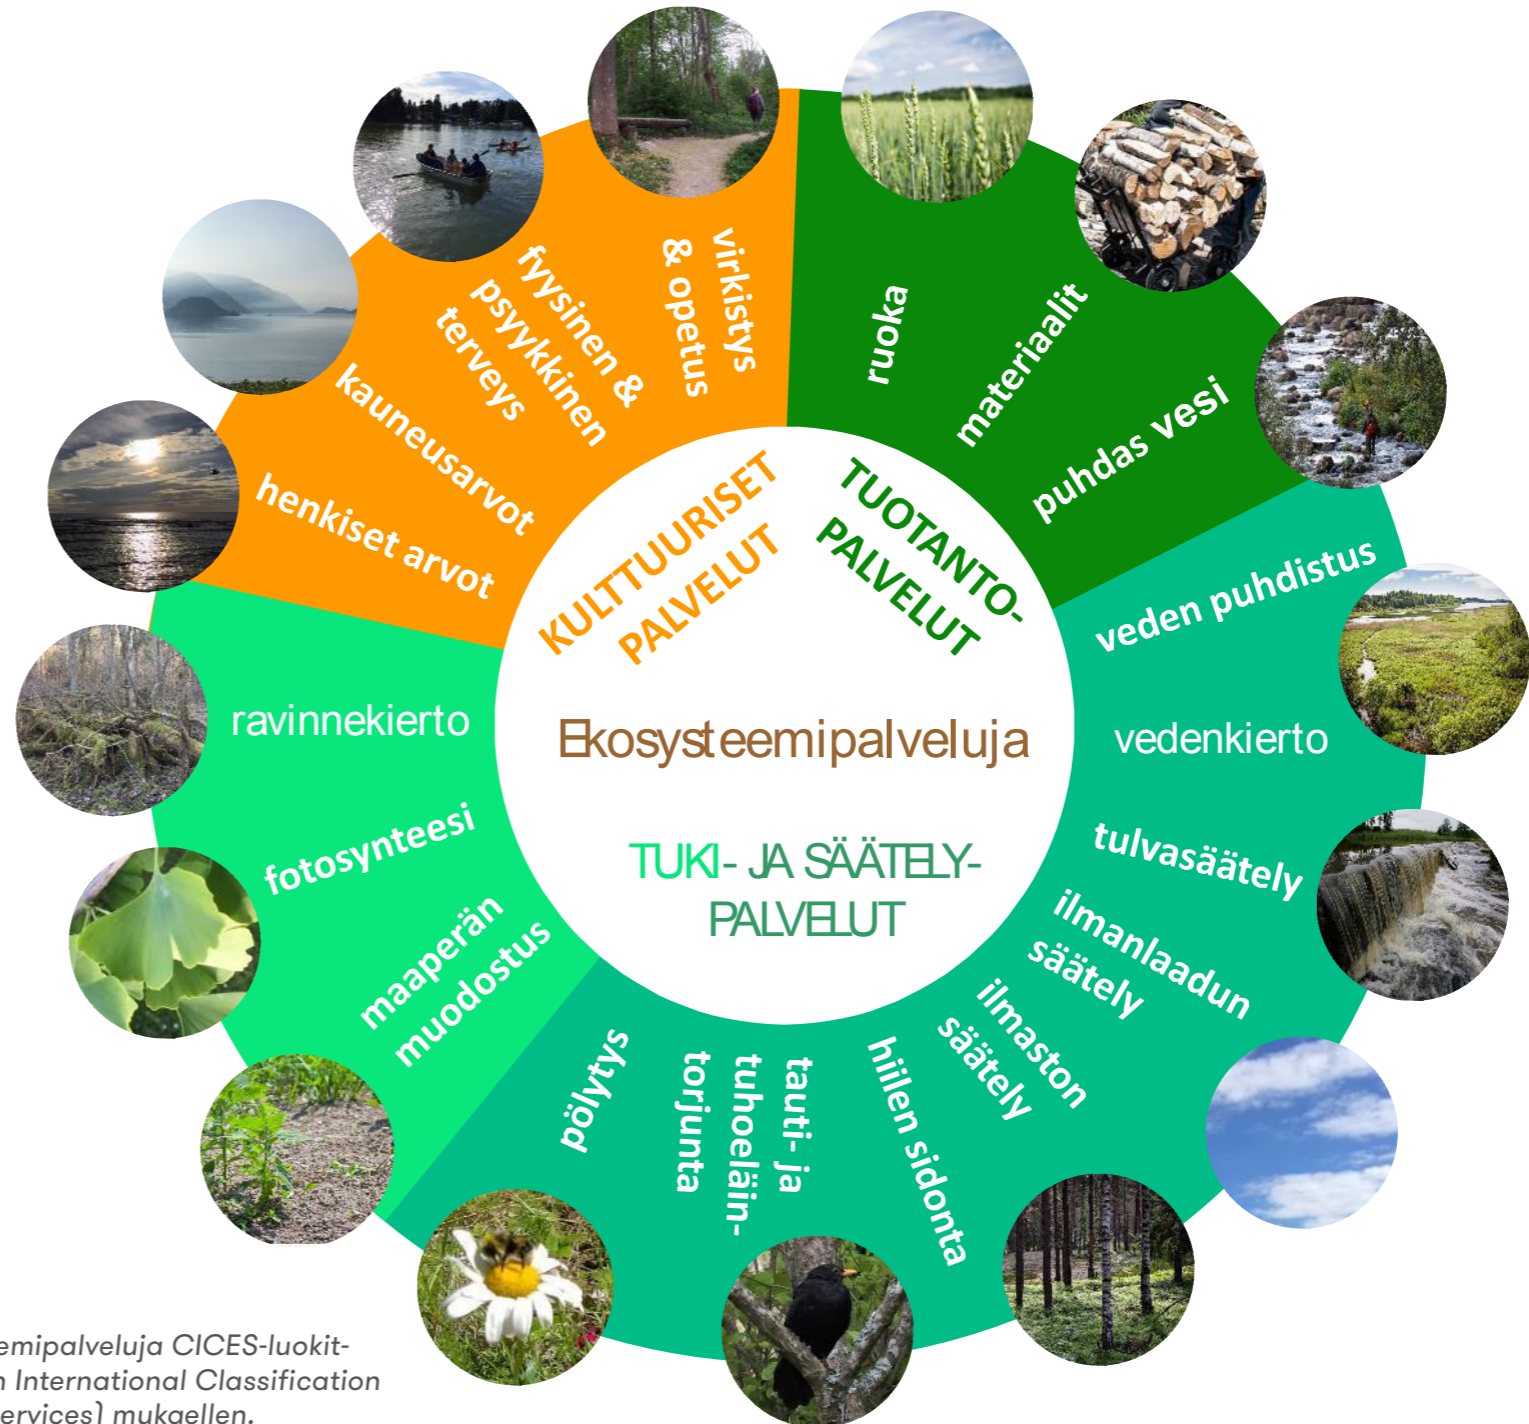 KULTTUURISET
PALVELUT
TUOTANTO-
PALVELUT
Ekosysteemipalveluja
TUKI- JA SÄÄTELY-
PALVELUT
ruoka
materiaalit
puhdas vesi
veden puhdistus
vedenkierto
tulvasäätely
ilmanlaadun
säätely
ilmaston
säätely
hiilen sidonta
tauti- ja
tuhoeläin-
torjunta
pölytys
maaperän
muodostus
fotosynteesi
ravinnekierto
henkiset arvot
kauneusarvot
fyysinen &
psyykkinen
terveys
virkistys
& opetus
emipalveluja CICES-luokit-
n International Classification
ervices) mukaellen.